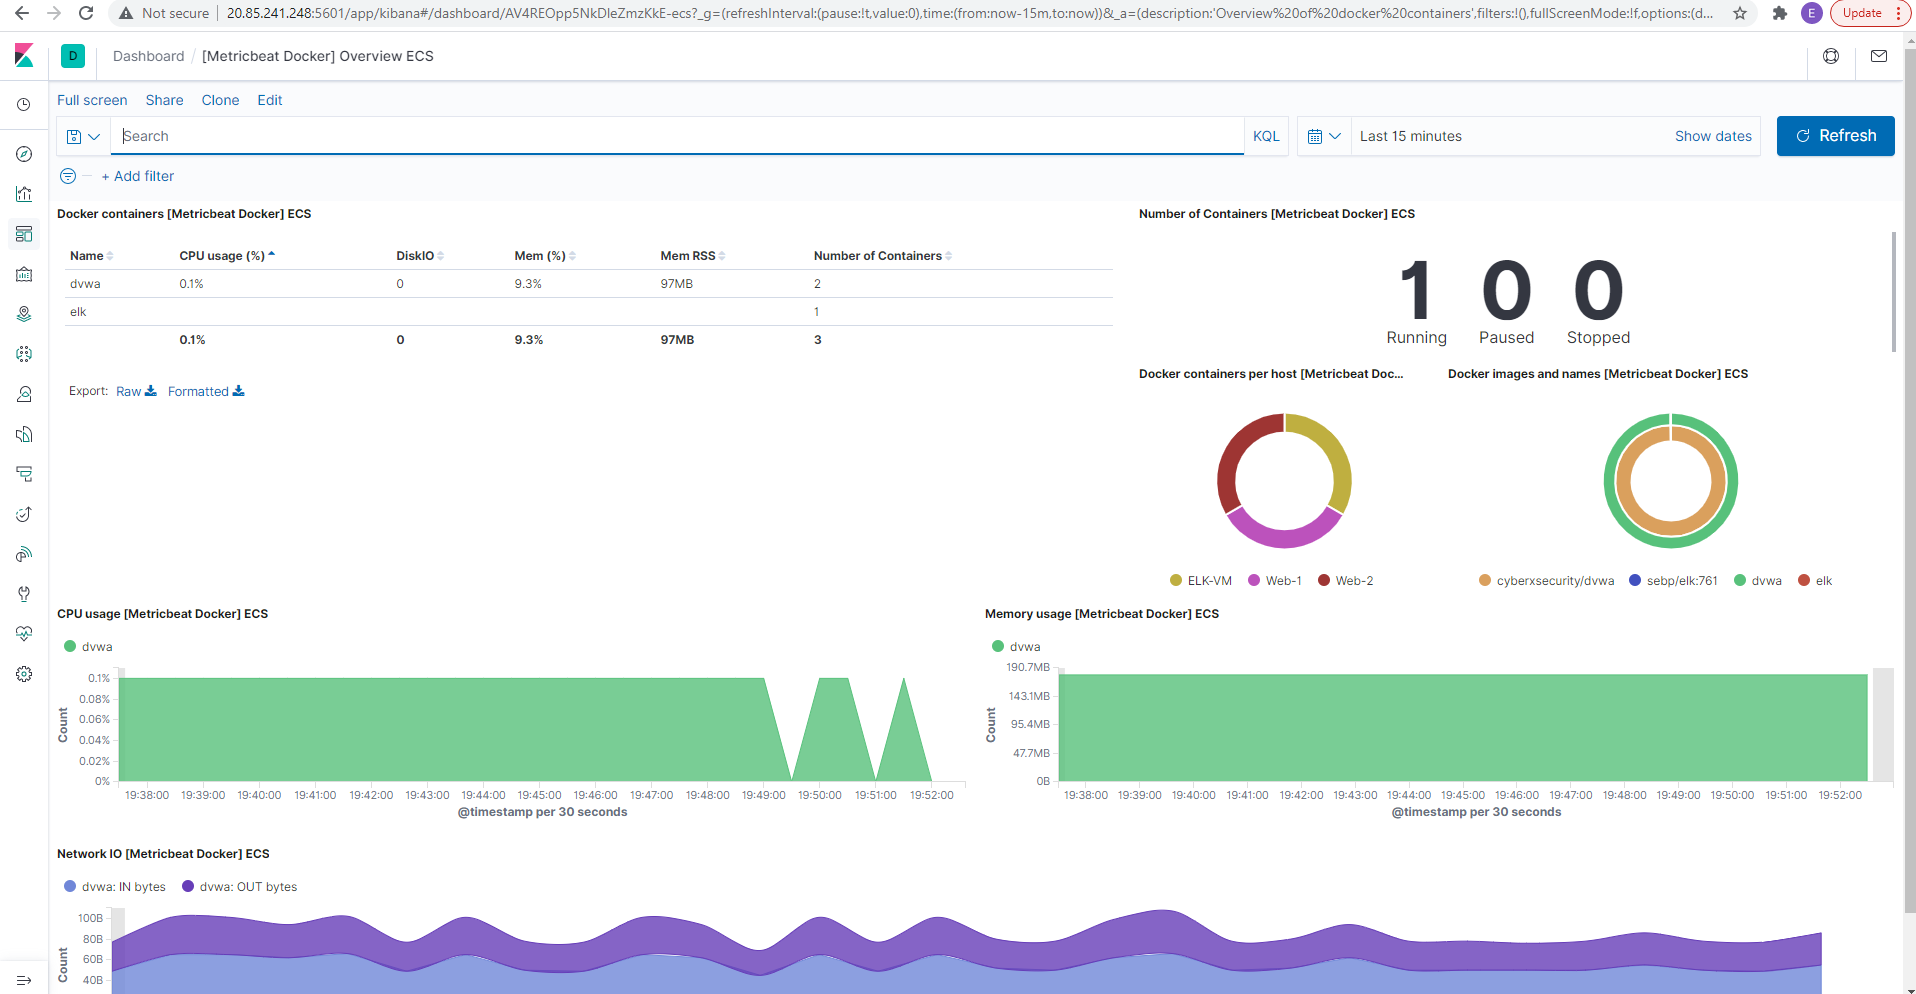 Not secure | 20.85.241.248:5601/app/kibana#/dashboard/AV4REOpp5NkDleZmzKkE-ecs?_g=(refreshInterval:(pause:!t,value:0),time:(from:now-15m,to:now))&_a=(description:'Overview%20of%20docker%20containers',filters:!(),fullScreenMode:!f,options:(d... E Update
D Dashboard / [Metricbeat Docker] Overview ECS
Full screen Share Clone Edit
Search KQL Last 15 minutes Show dates Refresh
+ Add filter
Docker containers [Metricbeat Docker] ECS
Name CPU usage (%) DiskIO Mem (%) Mem RSS Number of Containers
dvwa 0.1% 0 9.3% 97MB 2
elk 1
0.1% 0 9.3% 97MB 3
Export: Raw Formatted
Number of Containers [Metricbeat Docker] ECS
1 0 0
Running Paused Stopped
Docker containers per host [Metricbeat Doc...
ELK-VM Web-1 Web-2
Docker images and names [Metricbeat Docker] ECS
cyberxsecurity/dvwa sebp/elk:761 dvwa elk
CPU usage [Metricbeat Docker] ECS
dvwa
0.1%
0.08%
0.06%
0.04%
0.02%
0%
Count
19:38:00 19:39:00 19:40:00 19:41:00 19:42:00 19:43:00 19:44:00 19:45:00 19:46:00 19:47:00 19:48:00 19:49:00 19:50:00 19:51:00 19:52:00
@timestamp per 30 seconds
Memory usage [Metricbeat Docker] ECS
dvwa
190.7MB
143.1MB
95.4MB
47.7MB
0B
Count
19:38:00 19:39:00 19:40:00 19:41:00 19:42:00 19:43:00 19:44:00 19:45:00 19:46:00 19:47:00 19:48:00 19:49:00 19:50:00 19:51:00 19:52:00
@timestamp per 30 seconds
Network IO [Metricbeat Docker] ECS
dvwa: IN bytes dvwa: OUT bytes
100B
80B
60B
40B
Count